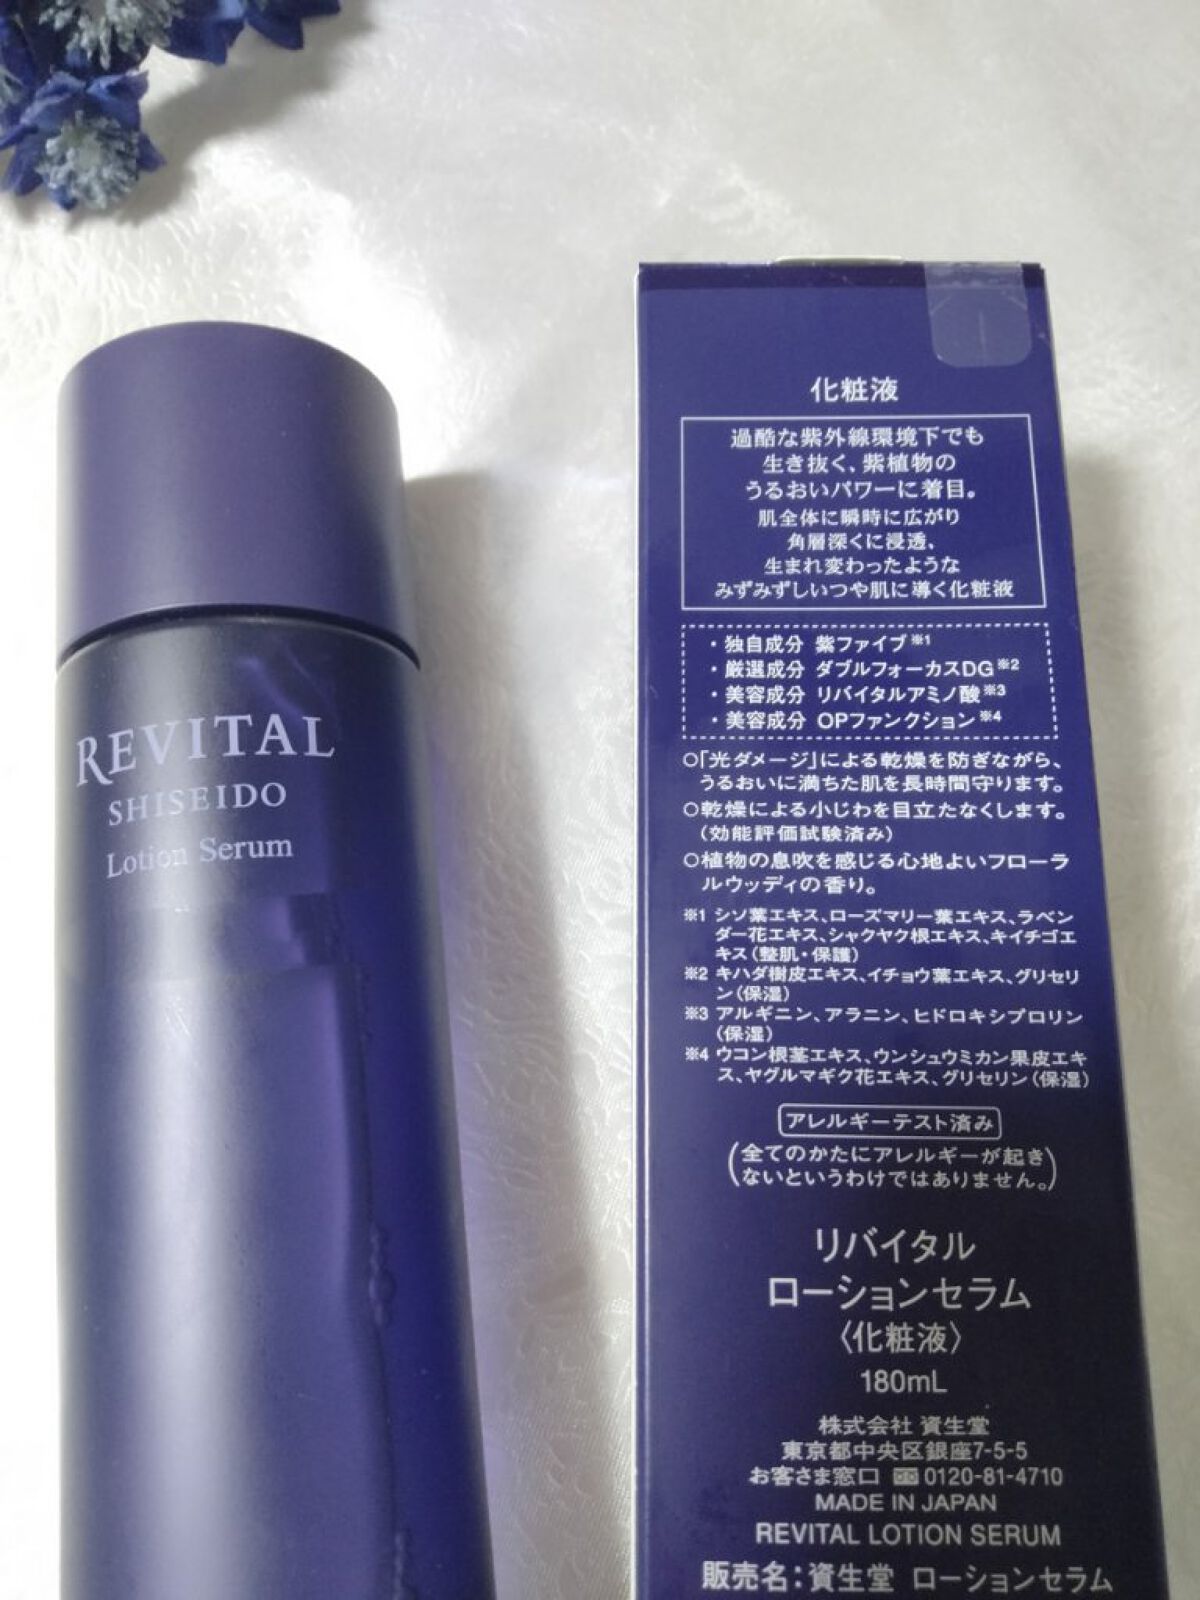 REVITAL
SHISEIDO
Lotion Serum
化粧液
過酷な紫外線環境下でも
生き抜く、紫植物の
うるおいパワーに着目。
肌全体に瞬時に広がり
角層深くに浸透、
生まれ変わったような
みずみずしいつや肌に導く化粧液
・独自成分 紫ファイブ※1
・厳選成分 ダブルフォーカスDG※2
・美容成分 リバイタルアミノ酸※3
・美容成分 OPファンクション※4
○「光ダメージ」による乾燥を防ぎながら、
うるおいに満ちた肌を長時間守ります。
○乾燥による小じわを目立たなくします。
(効能評価試験済み)
○植物の息吹を感じる心地よいフローラ
ルウッディの香り。
※1 シソ葉エキス、ローズマリー葉エキス、ラベン
ダー花エキス、シャクヤク根エキス、キイチゴエ
キス(整肌・保護)
※2 キハダ樹皮エキス、イチョウ葉エキス、グリセリ
ン(保湿)
※3 アルギニン、アラニン、ヒドロキシプロリン
(保湿)
※4 ウコン根茎エキス、ウンシュウミカン果皮エキ
ス、ヤグルマギク花エキス、グリセリン(保湿)
アレルギーテスト済み
(全てのかたにアレルギーが起き
ないというわけではありません。)
リバイタル
ローションセラム
〈化粧液〉
180mL
株式会社 資生堂
東京都中央区銀座7-5-5
お客さま窓口 0120-81-4710
MADE IN JAPAN
REVITAL LOTION SERUM
販売名：資生堂 ローションセラム